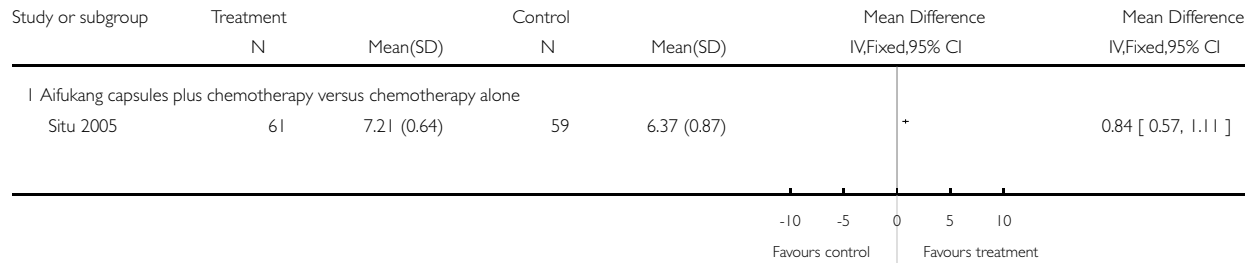 Study or subgroup Treatment Control Mean Difference Mean Difference
N Mean(SD) N Mean(SD) IV,Fixed,95% CI IV,Fixed,95% CI
1 Aifukang capsules plus chemotherapy versus chemotherapy alone
Situ 2005 61 7.21 (0.64) 59 6.37 (0.87) 0.84 [ 0.57, 1.11 ]
-10 -5 0 5 10
Favours control Favours treatment